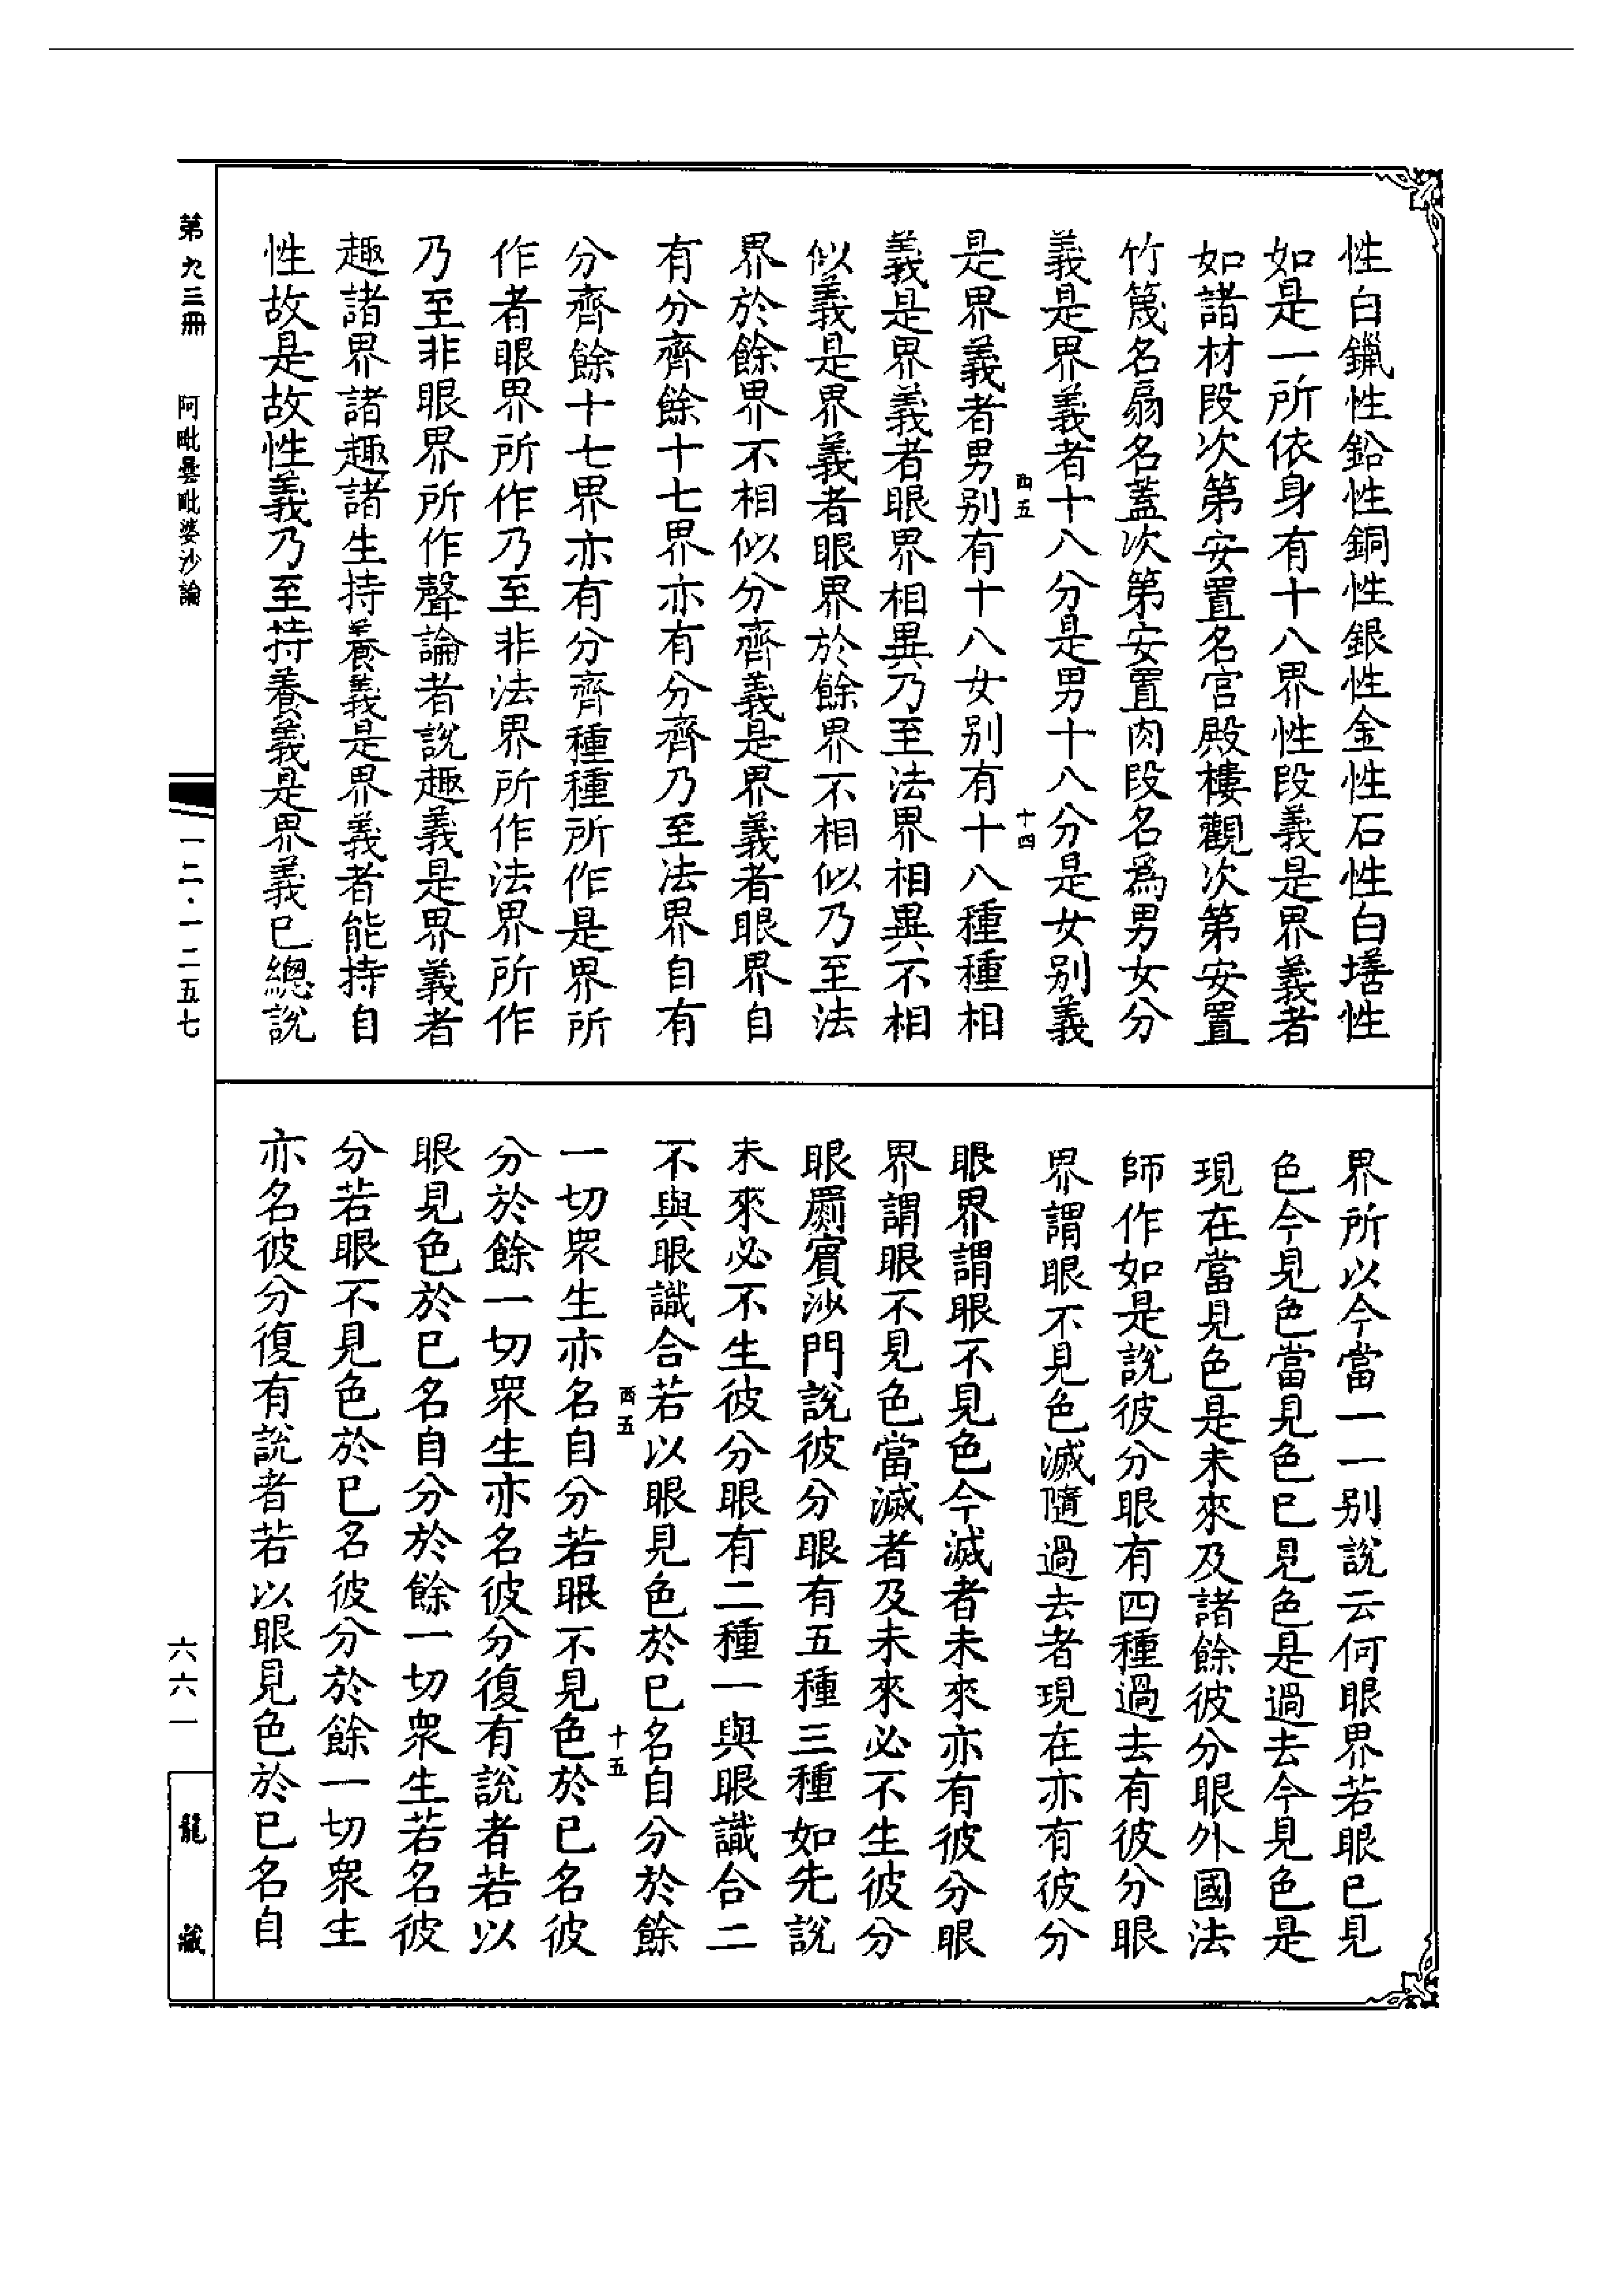 性白鑞性鉛性銅性銀性金性石性白墡性
如是一所依身有十八界性段義是界義者
如諸材段次第安置名宮殿樓觀次第安置
竹篾名扇名蓋次第安置肉段名爲男女分
義是界義者十八分是男十八分是女別義
西五 十四
是界義者男別有十八女別有十八種種相
義是界義者眼界相異乃至法界相異不相
似義是界義者眼界於餘界不相似乃至法
界於餘界不相似分齊義是界義者眼界自
有分齊餘十七界亦有分齊乃至法界自有
分齊餘十七界亦有分齊種種所作是界所
作者眼界所作乃至非法界所作法界所作
乃至非眼界所作聲論者說趣義是界義者
趣諸界諸趣諸生持養義是界義者能持自
性故是故性義乃至持養義是界義已總說
界所以今當一一別說云何眼界若眼已見
色今見色當見色已見色是過去今見色是
現在當見色是未來及諸餘彼分眼外國法
師作如是說彼分眼有四種過去有彼分眼
界謂眼不見色滅隨過去者現在亦有彼分
眼界謂眼不見色今滅者未來亦有彼分眼
界謂眼不見色當滅者及未來必不生彼分
眼罽賓沙門說彼分眼有五種三種如先說
未來必不生彼分眼有二種一與眼識合二
不與眼識合若以眼見色於已名自分於餘
西五 十五
一切眾生亦名自分若眼不見色於已名彼
分於餘一切眾生亦名彼分復有說者若以
眼見色於已名自分於餘一切眾生若名彼
分若眼不見色於已名彼分於餘一切眾生
亦名彼分復有說者若以眼見色於已名自
第九三冊 阿毗曇毗婆沙論
一二·一二五七
六六一
龍藏